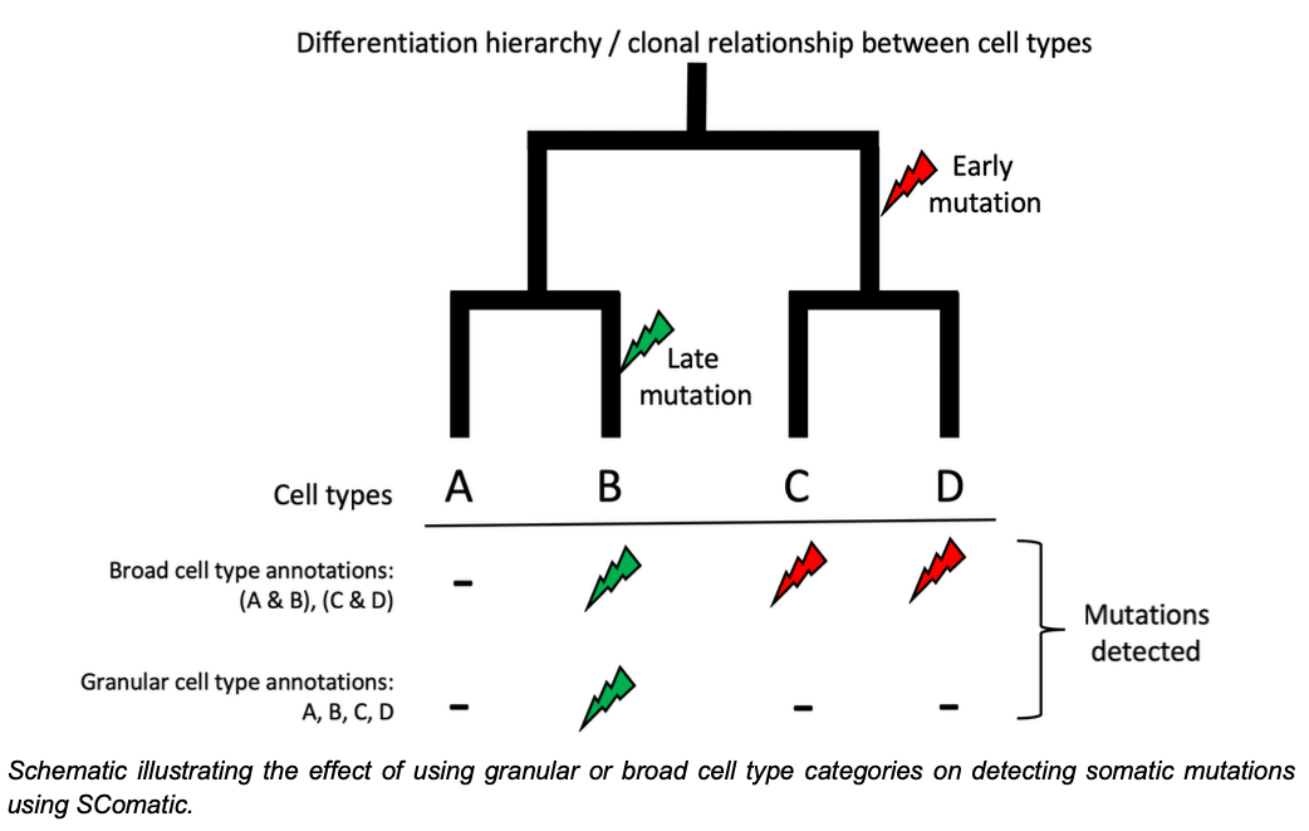 Differentiation hierarchy / clonal relationship between cell types
Early
mutation
Late
mutation
Cell types A B C D
Broad cell type annotations:
(A & B), (C & D)
-
Mutations
detected
Granular cell type annotations:
A, B, C, D
- - -
Schematic illustrating the effect of using granular or broad cell type categories on detecting somatic mutations
using SComatic.